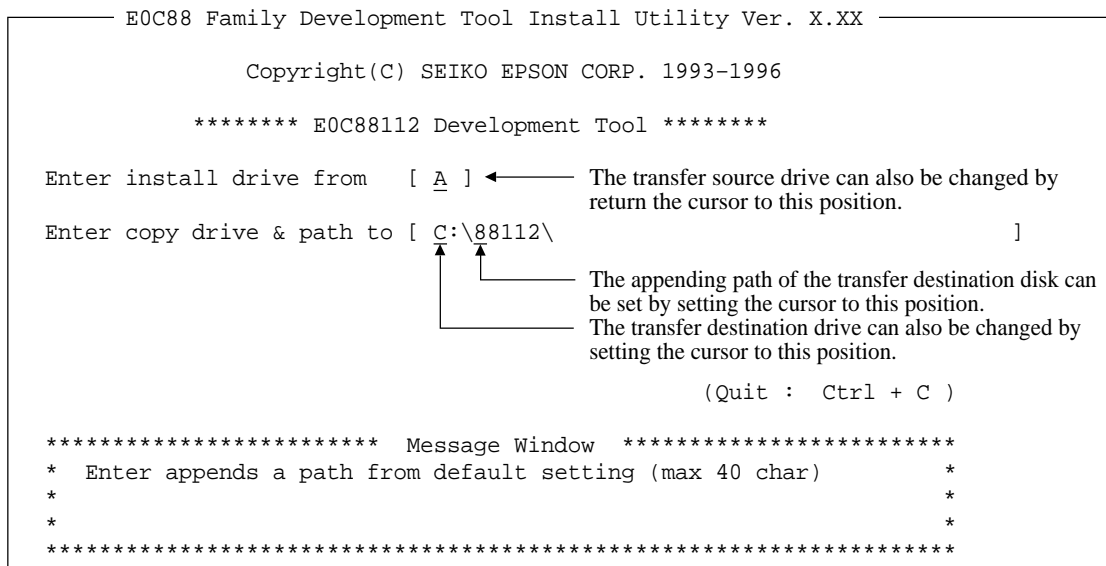 E0C88 Family Development Tool Install Utility Ver. X.XX
Copyright(C) SEIKO EPSON CORP. 1993-1996
******** E0C88112 Development Tool ********
Enter install drive from [ A ]
The transfer source drive can also be changed by
return the cursor to this position.
Enter copy drive & path to [ C:\88112\ ]
The appending path of the transfer destination disk can
be set by setting the cursor to this position.
The transfer destination drive can also be changed by
setting the cursor to this position.
(Quit : Ctrl + C )
************************* Message Window *************************
* Enter appends a path from default setting (max 40 char) *
* *
* *
********************************************************************